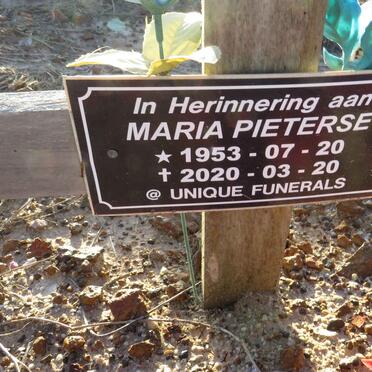 In Herinnering aan
MARIA PIETERSE
★ 1953 - 07 - 20
✝ 2020 - 03 - 20
@ UNIQUE FUNERALS